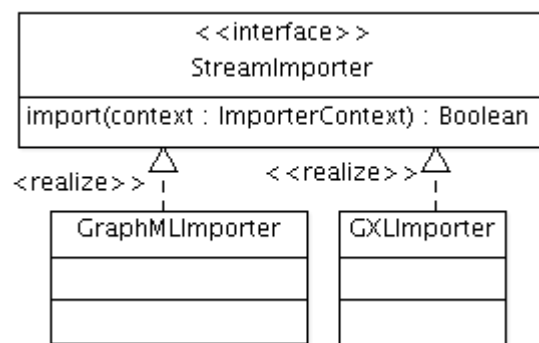 <<interface>>
StreamImporter
import(context : ImporterContext) : Boolean
<realize>>
<<realize>>
GraphMLImporter
GXLImporter